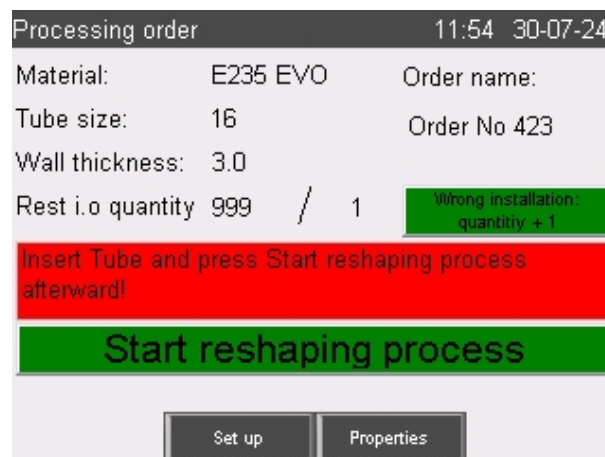 Processing order 11:54 30-07-24
Material: E235 EVO Order name:
Tube size: 16 Order No 423
Wall thickness: 3.0
Rest i.o quantity 999 / 1
Wrong installation:
quantitiy + 1
Insert Tube and press Start reshaping process
afterward!
Start reshaping process
Set up Properties